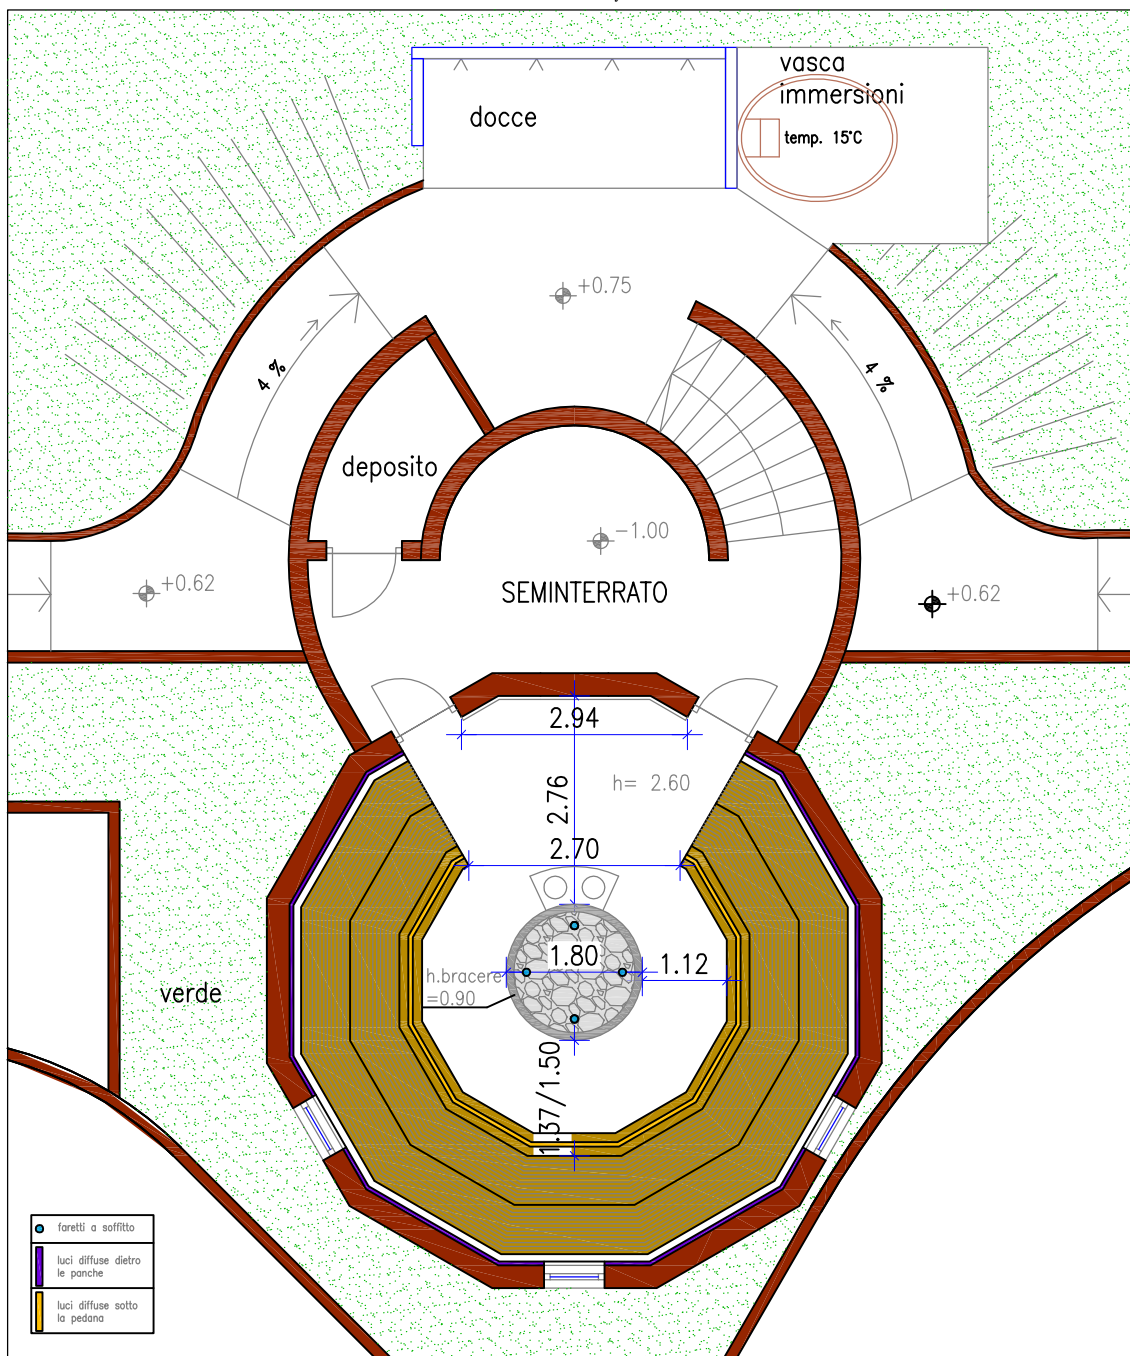 vasca
immersioni
docce
temp. 15°C
+0.75
4 %
4 %
deposito
-1.00
+0.62
SEMINTERRATO
+0.62
2.94
2.76
h= 2.60
2.70
1.80
1.12
h.bracere
=0.90
verde
1.37/1.50
faretti a soffitto
luci diffuse dietro
le panche
luci diffuse sotto
la pedana